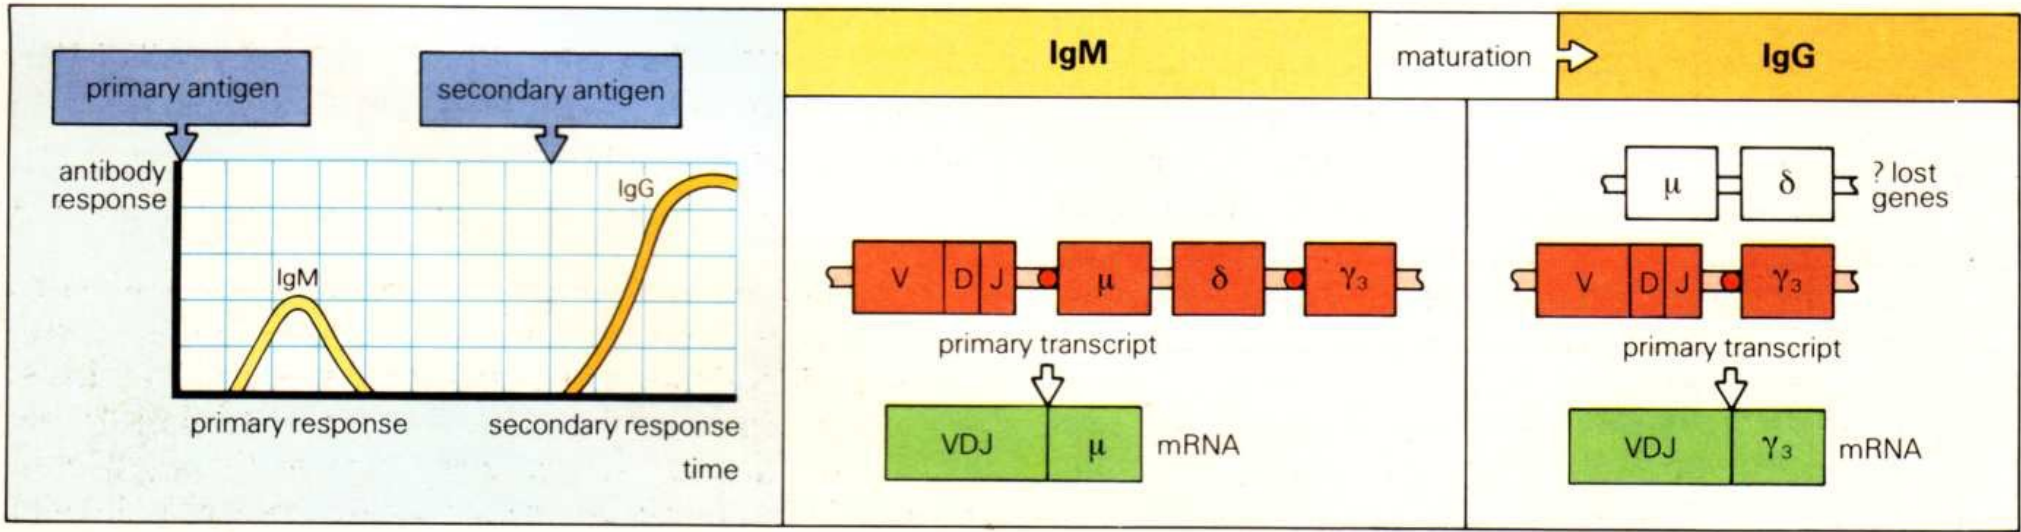 primary antigen
secondary antigen
antibody
response
IgM
IgG
primary response
secondary response
time
IgM
maturation
IgG
V D J μ δ γ3
primary transcript
VDJ μ mRNA
μ δ ? lost
genes
V D J γ3
primary transcript
VDJ γ3 mRNA